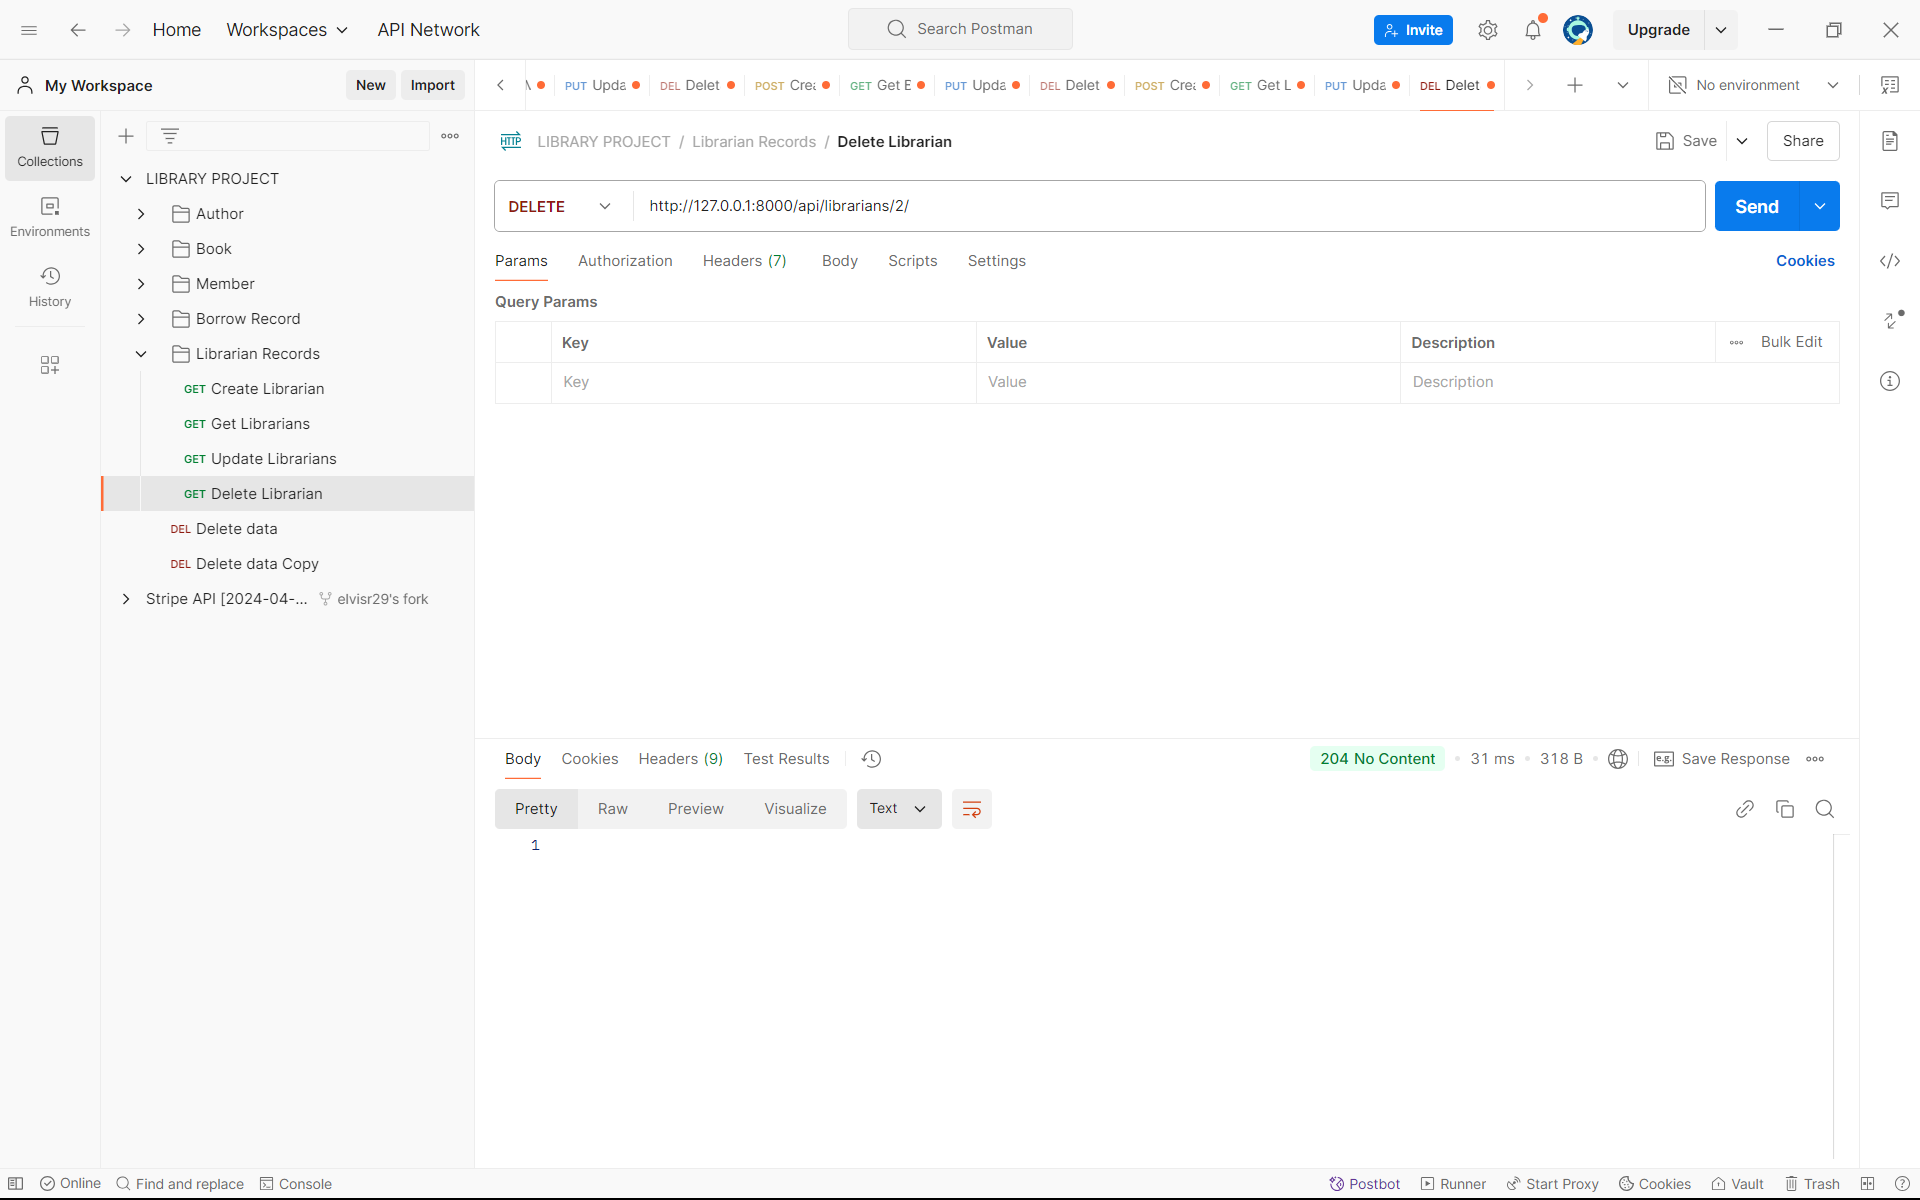 Home Workspaces API Network Search Postman Invite Upgrade
My Workspace New Import PUT Upda DEL Delet POST Crea GET Get E PUT Upda DEL Delet POST Crea GET Get L PUT Upda DEL Delet No environment
HTTP LIBRARY PROJECT / Librarian Records / Delete Librarian Save Share
Collections
Environments
History
LIBRARY PROJECT
Author
Book
Member
Borrow Record
Librarian Records
GET Create Librarian
GET Get Librarians
GET Update Librarians
GET Delete Librarian
DEL Delete data
DEL Delete data Copy
Stripe API [2024-04-... elvisr29's fork
DELETE http://127.0.0.1:8000/api/librarians/2/ Send
Params Authorization Headers (7) Body Scripts Settings Cookies
Query Params
Key Value Description Bulk Edit
Key Value Description
Body Cookies Headers (9) Test Results 204 No Content 31 ms 318 B e.g. Save Response
Pretty Raw Preview Visualize Text
1
Online Find and replace Console Postbot Runner Start Proxy Cookies Vault Trash